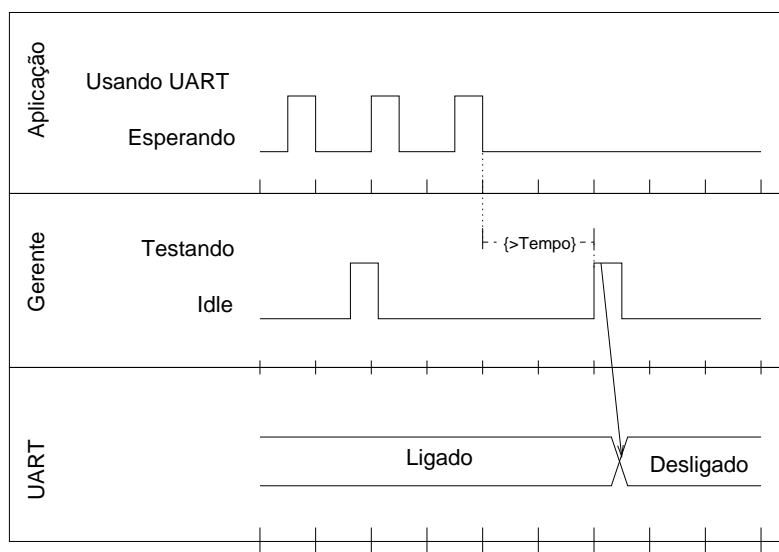 Aplicação
Usando UART
Esperando
Gerente
Testando
{>Tempo}
Idle
UART
Ligado
Desligado